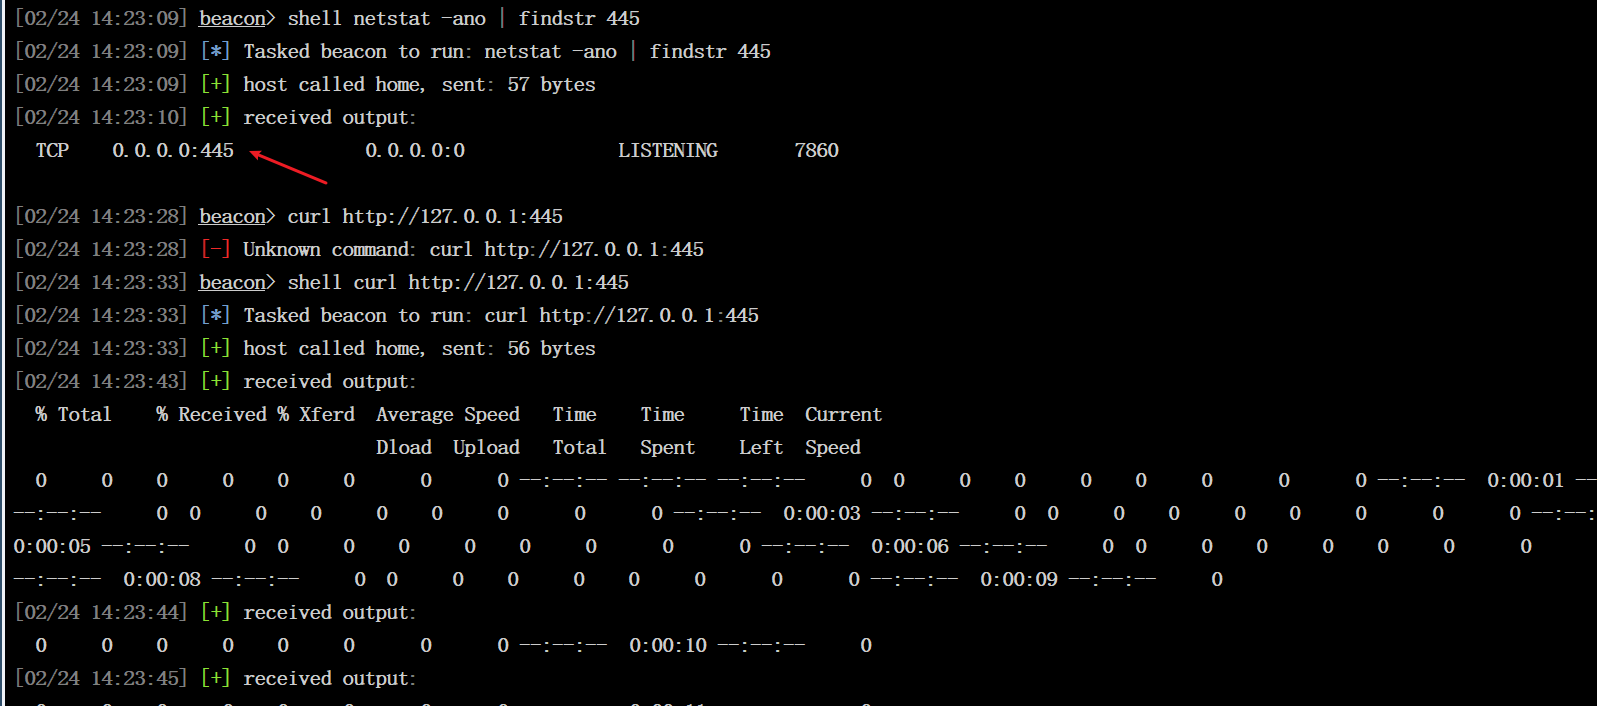 [02/24 14:23:09] beacon> shell netstat -ano | findstr 445
[02/24 14:23:09] [*] Tasked beacon to run: netstat -ano | findstr 445
[02/24 14:23:09] [+] host called home, sent: 57 bytes
[02/24 14:23:10] [+] received output:
TCP 0.0.0.0:445 0.0.0.0:0 LISTENING 7860
[02/24 14:23:28] beacon> curl http://127.0.0.1:445
[02/24 14:23:28] [-] Unknown command: curl http://127.0.0.1:445
[02/24 14:23:33] beacon> shell curl http://127.0.0.1:445
[02/24 14:23:33] [*] Tasked beacon to run: curl http://127.0.0.1:445
[02/24 14:23:33] [+] host called home, sent: 56 bytes
[02/24 14:23:43] [+] received output:
% Total % Received % Xferd Average Speed Time Time Time Current
Dload Upload Total Spent Left Speed
0 0 0 0 0 0 0 0 --:--:-- --:--:-- --:--:-- 0 0 0 0 0 0 0 0 0 --:--:-- 0:00:01 --
--:--:-- 0 0 0 0 0 0 0 0 0 --:--:-- 0:00:03 --:--:-- 0 0 0 0 0 0 0 0 0 --:--:
0:00:05 --:--:-- 0 0 0 0 0 0 0 0 0 --:--:-- 0:00:06 --:--:-- 0 0 0 0 0 0 0 0
--:--:-- 0:00:08 --:--:-- 0 0 0 0 0 0 0 0 0 --:--:-- 0:00:09 --:--:-- 0
[02/24 14:23:44] [+] received output:
0 0 0 0 0 0 0 0 --:--:-- 0:00:10 --:--:-- 0
[02/24 14:23:45] [+] received output: